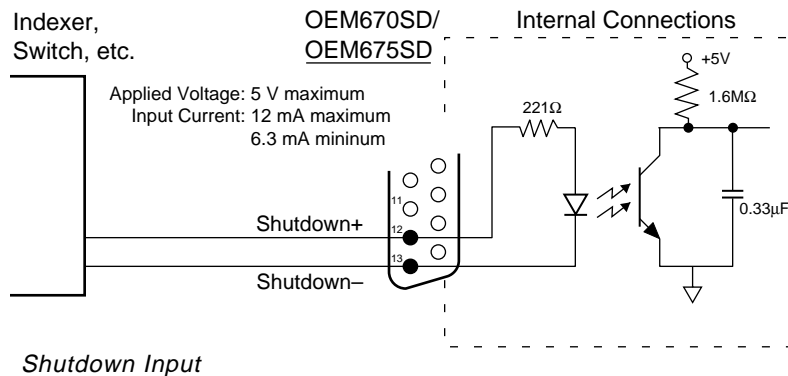 Indexer,
Switch, etc.
OEM670SD/
OEM675SD
Internal Connections
Applied Voltage: 5 V maximum
Input Current: 12 mA maximum
6.3 mA mininum
+5V
1.6MΩ
221Ω
0.33µF
11
Shutdown+
12
13
Shutdown–
Shutdown Input